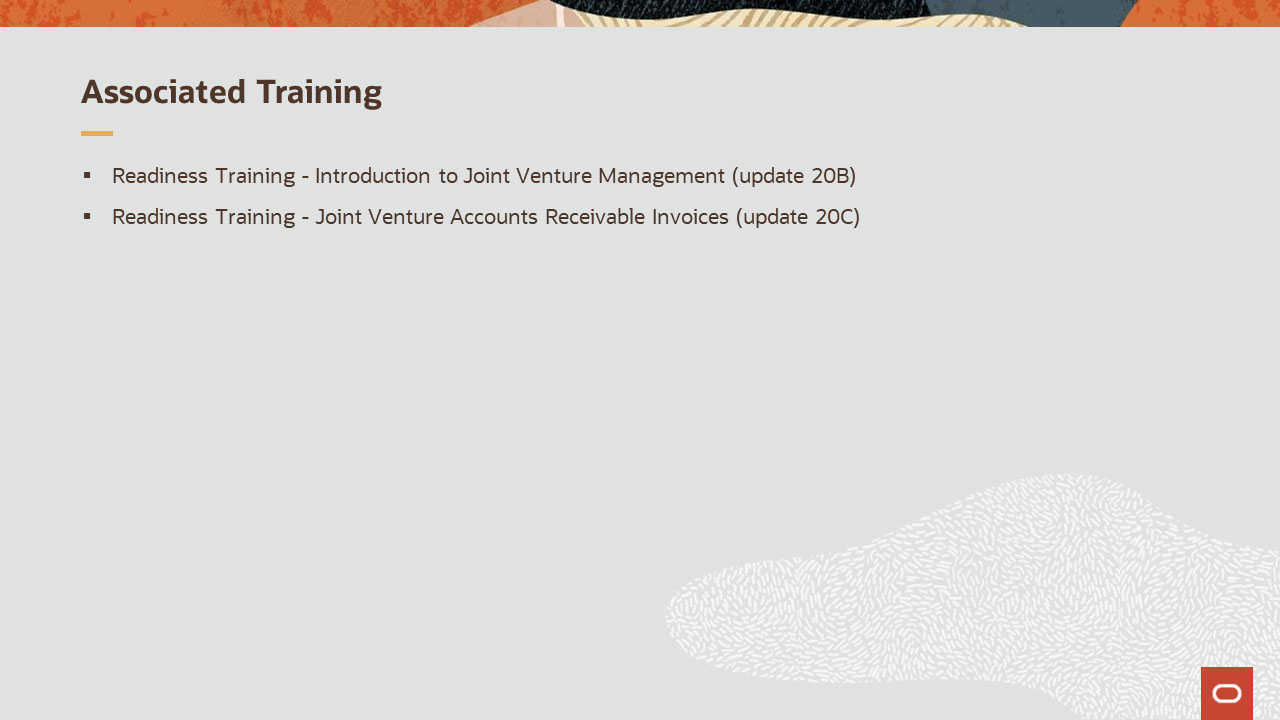 Associated Training
▪ Readiness Training - Introduction to Joint Venture Management (update 20B)
▪ Readiness Training - Joint Venture Accounts Receivable Invoices (update 20C)